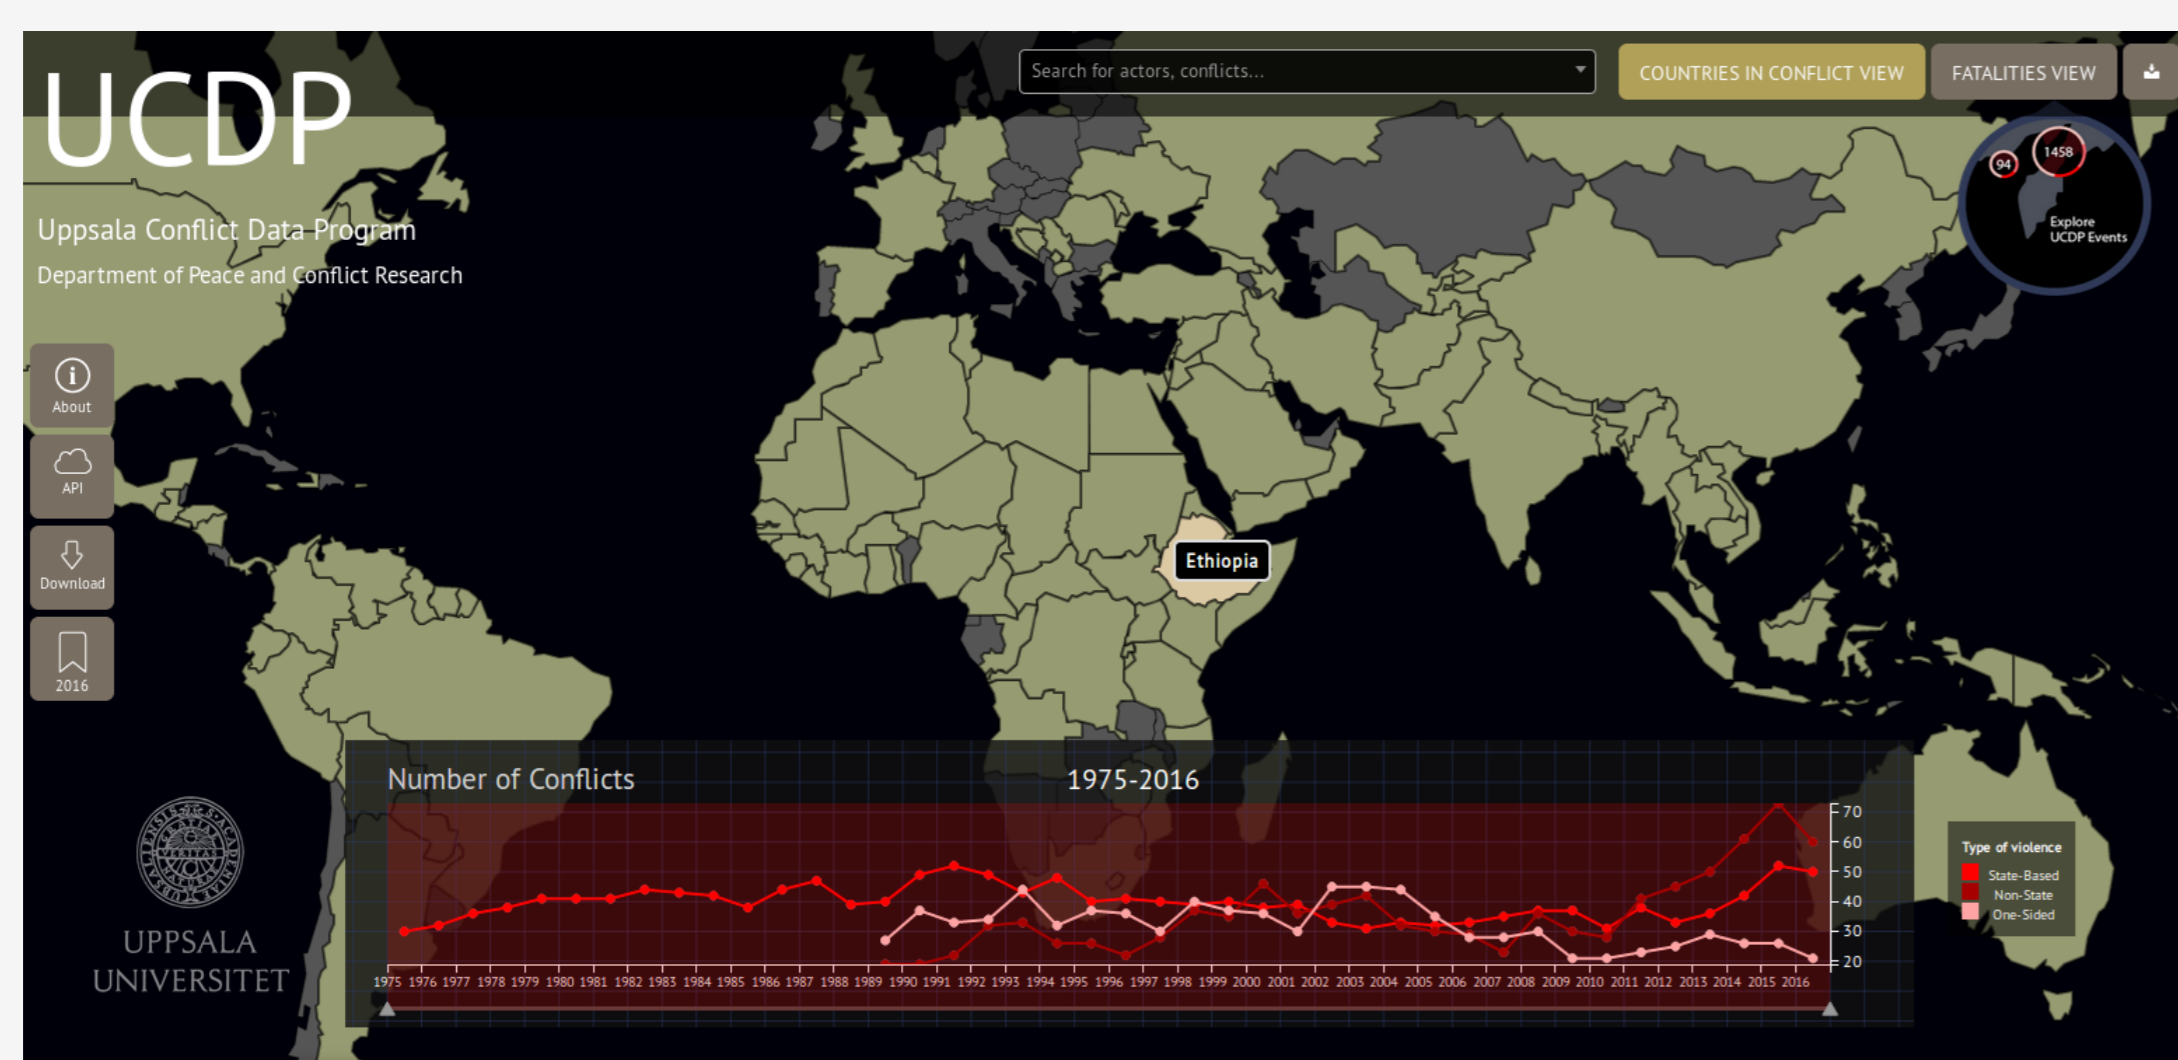 UCDP
Uppsala Conflict Data Program
Department of Peace and Conflict Research
Search for actors, conflicts...
COUNTRIES IN CONFLICT VIEW
FATALITIES VIEW
94
1458
Explore
UCDP Events
About
API
Download
2016
Ethiopia
Number of Conflicts
1975-2016
70
60
50
40
30
20
1975 1976 1977 1978 1979 1980 1981 1982 1983 1984 1985 1986 1987 1988 1989 1990 1991 1992 1993 1994 1995 1996 1997 1998 1999 2000 2001 2002 2003 2004 2005 2006 2007 2008 2009 2010 2011 2012 2013 2014 2015 2016
Type of violence
State-Based
Non-State
One-Sided
UPPSALA
UNIVERSITET